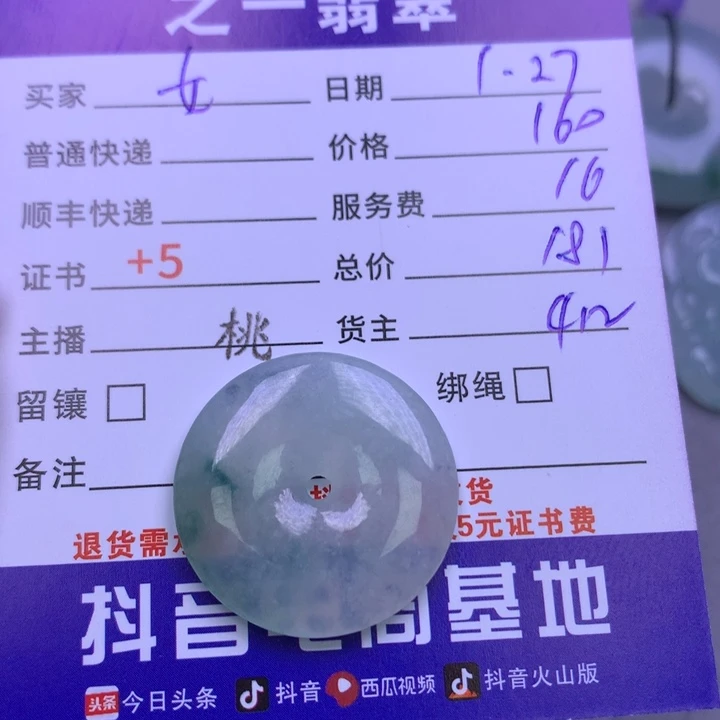 之一翡翠
买家 女 日期 1.27
普通快递 价格 160
顺丰快递 服务费 16
证书 +5 总价 181
主播 桃 货主 412
留镶 □ 绑绳 □
备注
退货需 货 5元证书费
抖音电商基地
头条 今日头条 抖音 西瓜视频 抖音火山版